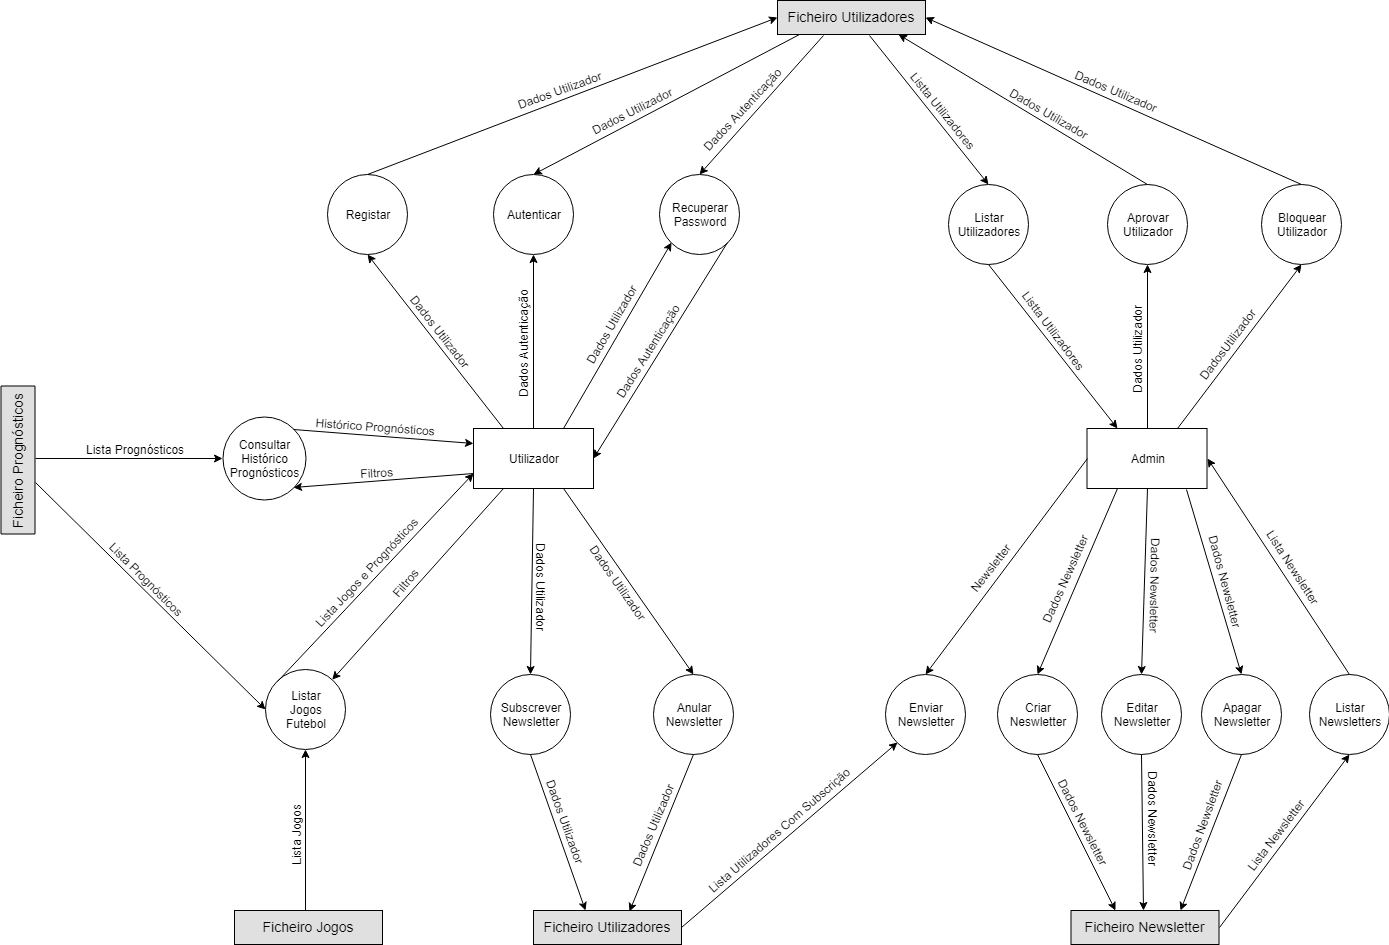 Ficheiro Utilizadores
Dados Utilizador
Dados Utilizador
Dados Autenticação
Listta Utilizadores
Dados Utilizador
Dados Utilizador
Registar
Autenticar
Recuperar
Password
Listar
Utilizadores
Aprovar
Utilizador
Bloquear
Utilizador
Dados Utilizador
Dados Autenticação
Dados Utilizador
Dados Autenticação
Listta Utilizadores
Dados Utilizador
DadosUtilizador
Ficheiro Prognósticos
Lista Prognósticos
Consultar
Histórico
Prognósticos
Histórico Prognósticos
Filtros
Utilizador
Admin
Lista Prognósticos
Lista Jogos e Prognósticos
Filtros
Dados Utilizador
Dados Utilizador
Newsletter
Dados Newsletter
Dados Newsletter
Dados Newsletter
Lista Newsletter
Listar
Jogos
Futebol
Subscrever
Newsletter
Anular
Newsletter
Enviar
Newsletter
Criar
Neswletter
Editar
Newsletter
Apagar
Newsletter
Listar
Newsletters
Lista Jogos
Dados Utilizador
Dados Utilizador
Lista Utilizadores Com Subscrição
Dados Newsletter
Dados Newsletter
Dados Newsletter
Lista Newsletter
Ficheiro Jogos
Ficheiro Utilizadores
Ficheiro Newsletter